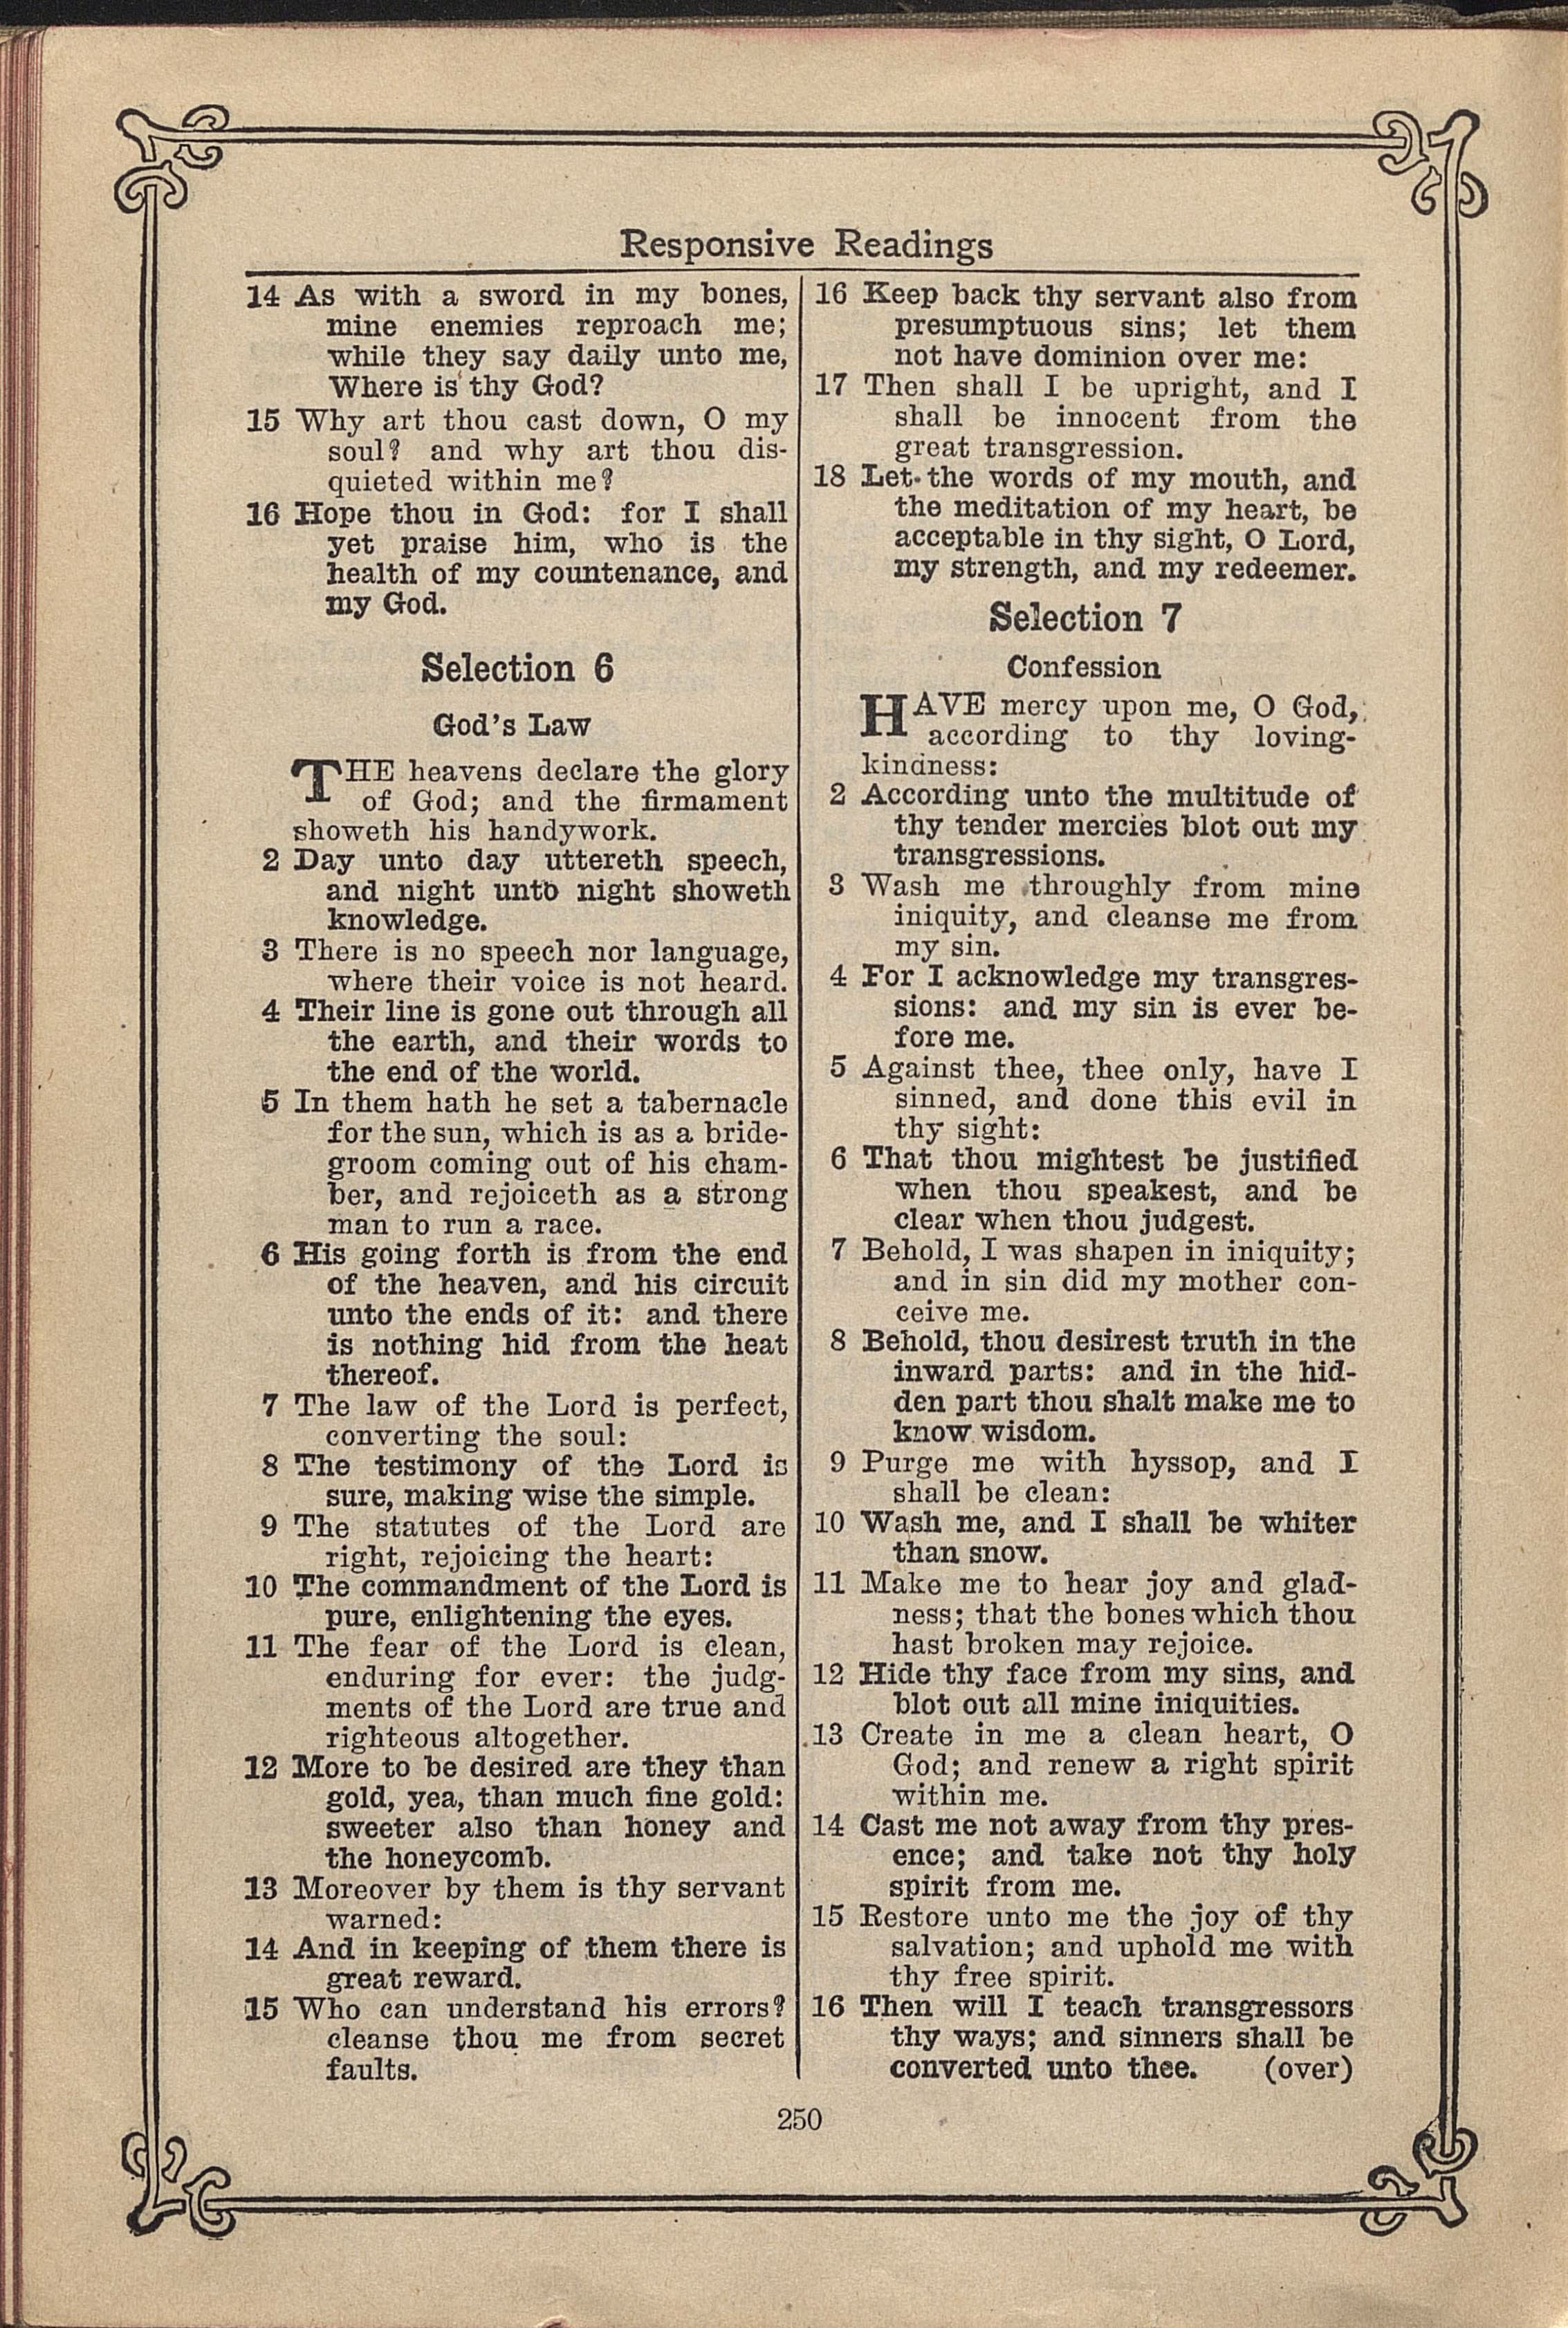 Responsive Readings
14 As with a sword in my bones,
mine enemies reproach me;
while they say daily unto me,
Where is thy God?
15 Why art thou cast down, O my
soul? and why art thou dis-
quieted within me?
16 Hope thou in God: for I shall
yet praise him, who is the
health of my countenance, and
my God.
Selection 6
God's Law
THE heavens declare the glory
of God; and the firmament
showeth his handywork.
2 Day unto day uttereth speech,
and night unto night showeth
knowledge.
3 There is no speech nor language,
where their voice is not heard.
4 Their line is gone out through all
the earth, and their words to
the end of the world.
5 In them hath he set a tabernacle
for the sun, which is as a bride-
groom coming out of his cham-
ber, and rejoiceth as a strong
man to run a race.
6 His going forth is from the end
of the heaven, and his circuit
unto the ends of it: and there
is nothing hid from the heat
thereof.
7 The law of the Lord is perfect,
converting the soul:
8 The testimony of the Lord is
sure, making wise the simple.
9 The statutes of the Lord are
right, rejoicing the heart:
10 The commandment of the Lord is
pure, enlightening the eyes.
11 The fear of the Lord is clean,
enduring for ever: the judg-
ments of the Lord are true and
righteous altogether.
12 More to be desired are they than
gold, yea, than much fine gold:
sweeter also than honey and
the honeycomb.
13 Moreover by them is thy servant
warned:
14 And in keeping of them there is
great reward.
15 Who can understand his errors?
cleanse thou me from secret
faults.
16 Keep back thy servant also from
presumptuous sins; let them
not have dominion over me:
17 Then shall I be upright, and I
shall be innocent from the
great transgression.
18 Let the words of my mouth, and
the meditation of my heart, be
acceptable in thy sight, O Lord,
my strength, and my redeemer.
Selection 7
Confession
HAVE mercy upon me, O God,
according to thy loving-
kindness:
2 According unto the multitude of
thy tender mercies blot out my
transgressions.
3 Wash me throughly from mine
iniquity, and cleanse me from
my sin.
4 For I acknowledge my transgres-
sions: and my sin is ever be-
fore me.
5 Against thee, thee only, have I
sinned, and done this evil in
thy sight:
6 That thou mightest be justified
when thou speakest, and be
clear when thou judgest.
7 Behold, I was shapen in iniquity;
and in sin did my mother con-
ceive me.
8 Behold, thou desirest truth in the
inward parts: and in the hid-
den part thou shalt make me to
know wisdom.
9 Purge me with hyssop, and I
shall be clean:
10 Wash me, and I shall be whiter
than snow.
11 Make me to hear joy and glad-
ness; that the bones which thou
hast broken may rejoice.
12 Hide thy face from my sins, and
blot out all mine iniquities.
13 Create in me a clean heart, O
God; and renew a right spirit
within me.
14 Cast me not away from thy pres-
ence; and take not thy holy
spirit from me.
15 Restore unto me the joy of thy
salvation; and uphold me with
thy free spirit.
16 Then will I teach transgressors
thy ways; and sinners shall be
converted unto thee. (over)
250